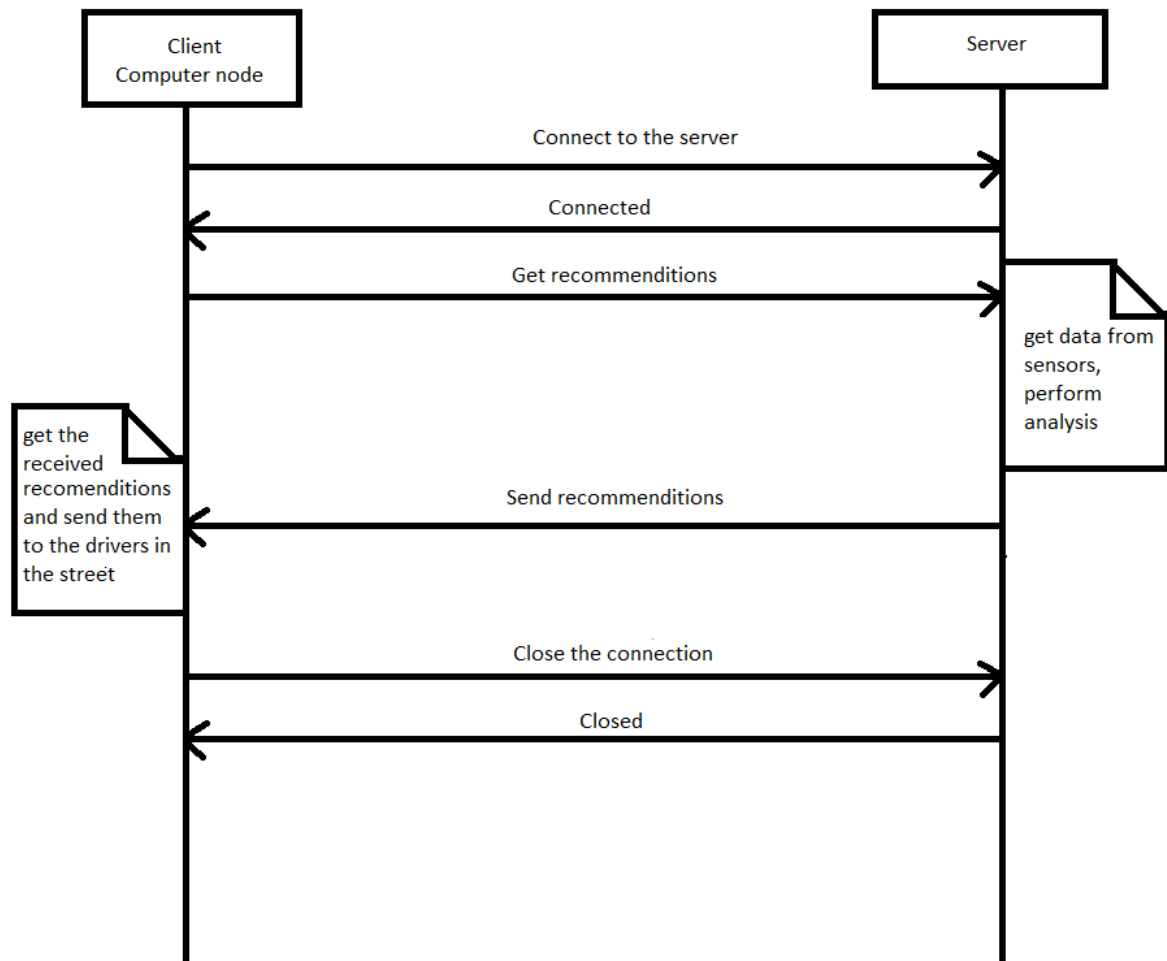 Client
Computer node
Server
Connect to the server
Connected
Get recommenditions
get data from
sensors,
perform
analysis
get the
received
recomenditions
and send them
to the drivers in
the street
Send recommenditions
Close the connection
Closed